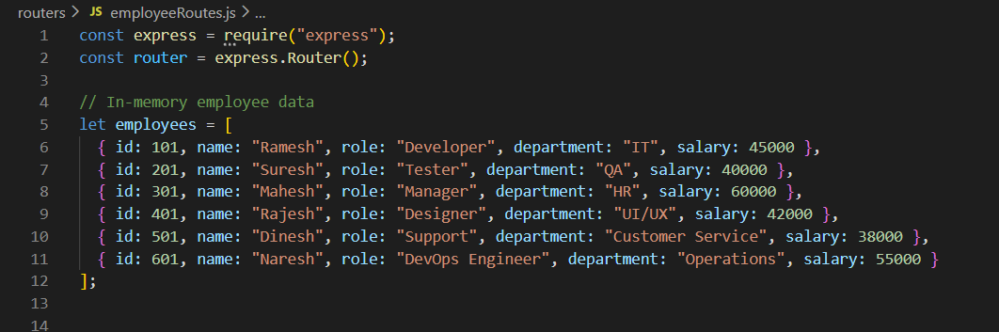 routers > JS employeeRoutes.js > ...
1 const express = require("express");
2 const router = express.Router();
3
4 // In-memory employee data
5 let employees = [
6 { id: 101, name: "Ramesh", role: "Developer", department: "IT", salary: 45000 },
7 { id: 201, name: "Suresh", role: "Tester", department: "QA", salary: 40000 },
8 { id: 301, name: "Mahesh", role: "Manager", department: "HR", salary: 60000 },
9 { id: 401, name: "Rajesh", role: "Designer", department: "UI/UX", salary: 42000 },
10 { id: 501, name: "Dinesh", role: "Support", department: "Customer Service", salary: 38000 },
11 { id: 601, name: "Naresh", role: "DevOps Engineer", department: "Operations", salary: 55000 }
12 ];
13
14